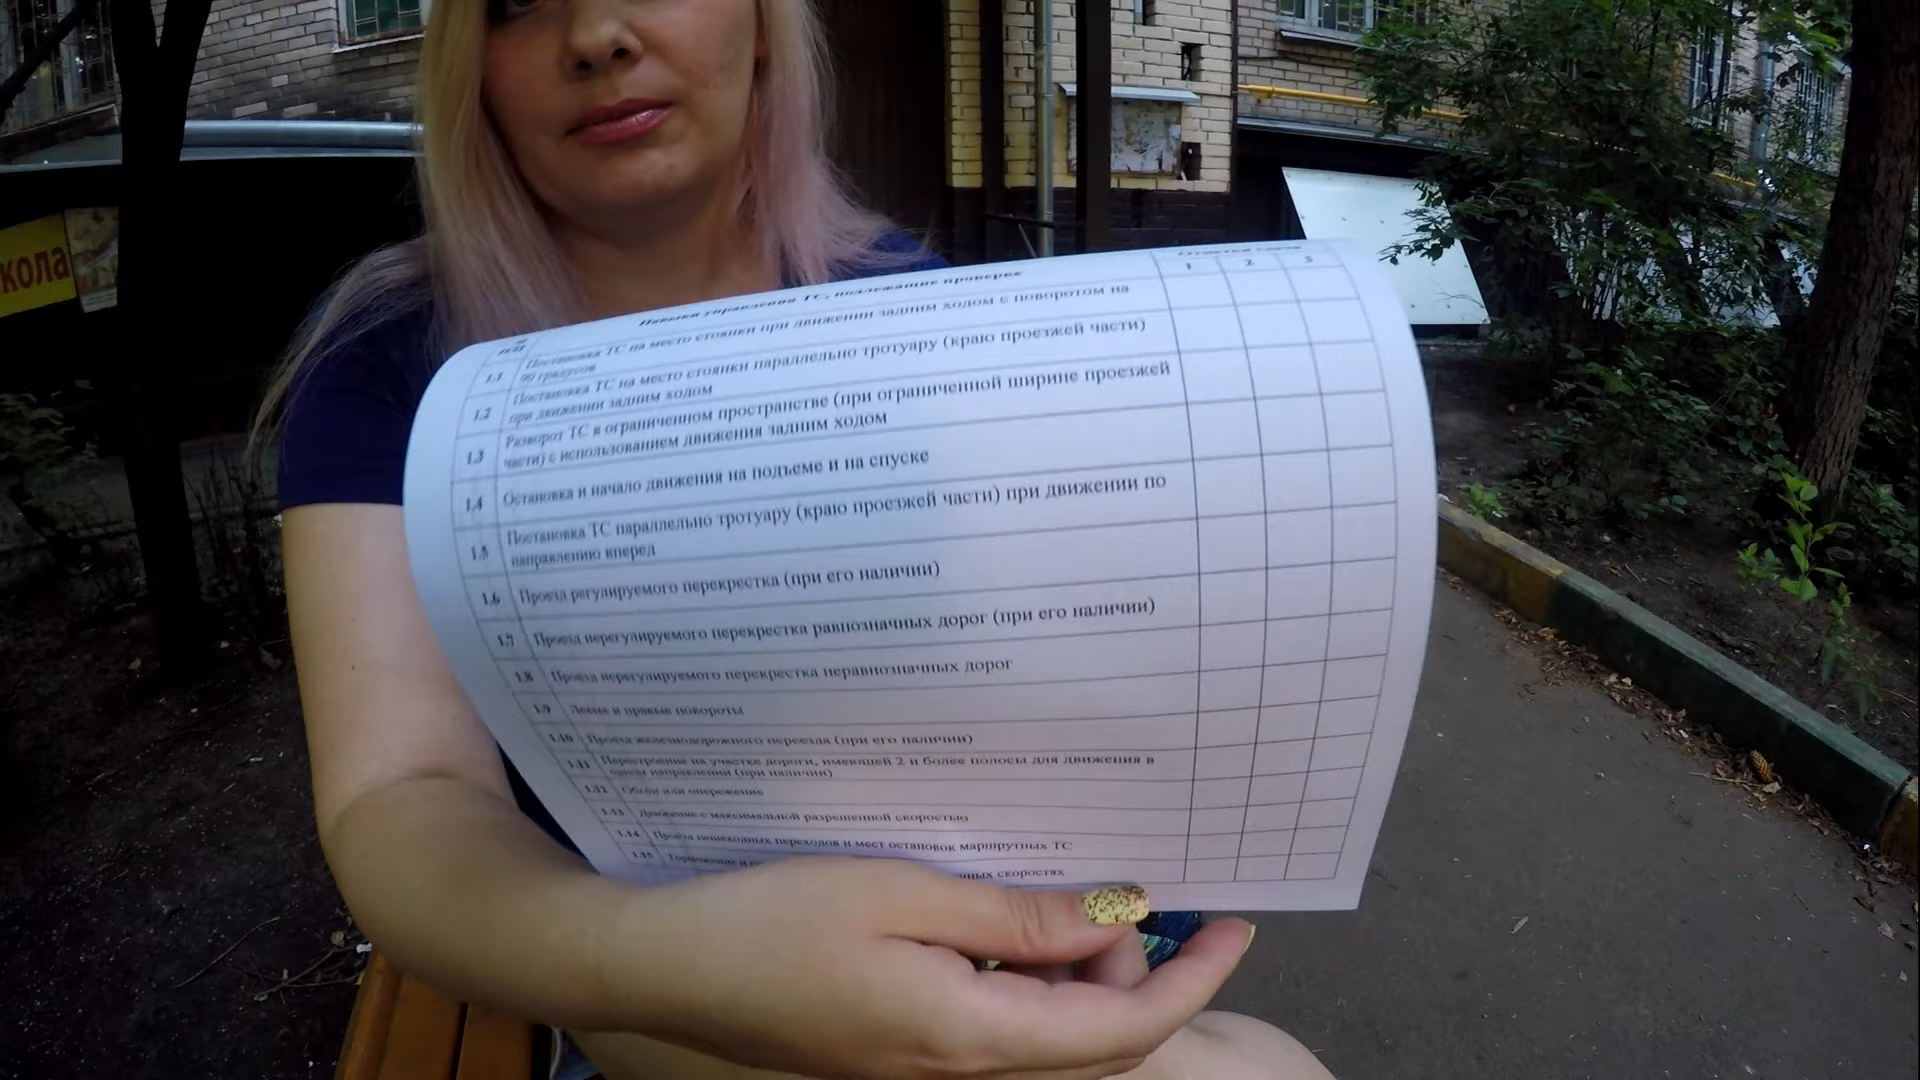 кола
Навыки управления ТС, подлежащие проверке
1 2 3
п/п
1.1 Постановка ТС на место стоянки при движении задним ходом с поворотом на
90 градусов
1.2 Постановка ТС на место стоянки параллельно тротуару (краю проезжей части)
при движении задним ходом
1.3 Разворот ТС в ограниченном пространстве (при ограниченной ширине проезжей
части) с использованием движения задним ходом
1.4 Остановка и начало движения на подъеме и на спуске
1.5 Постановка ТС параллельно тротуару (краю проезжей части) при движении по
направлению вперед
1.6 Проезд регулируемого перекрестка (при его наличии)
1.7 Проезд нерегулируемого перекрестка равнозначных дорог (при его наличии)
1.8 Проезд нерегулируемого перекрестка неравнозначных дорог
1.9 Левые и правые повороты
1.10 Проезд железнодорожного переезда (при его наличии)
1.11 Перестроение на участке дороги, имеющей 2 и более полосы для движения в
одном направлении (при наличии)
1.12 Обгон или опережение
1.13 Движение с максимальной разрешенной скоростью
1.14 Проезд пешеходных переходов и мест остановок маршрутных ТС
1.15 Торможение и скоростях